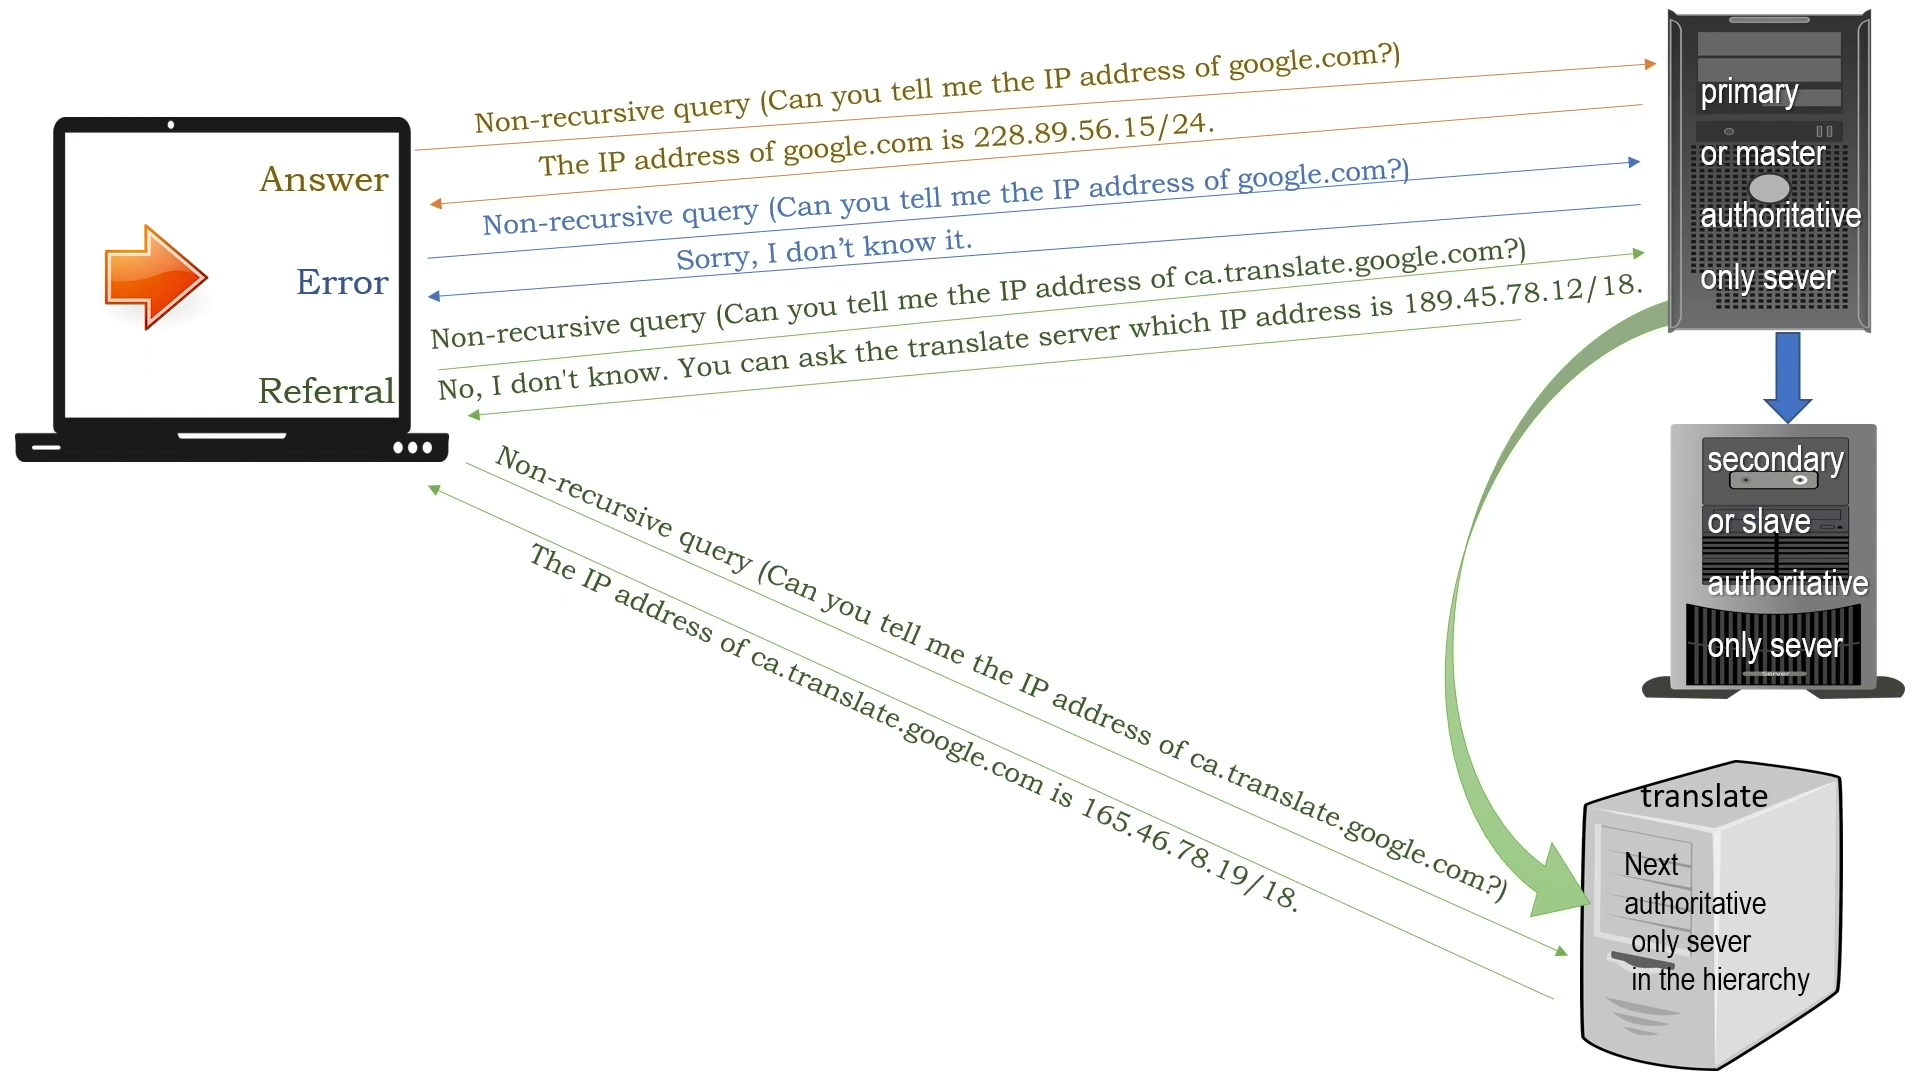 Answer
Error
Referral
Non-recursive query (Can you tell me the IP address of google.com?)
The IP address of google.com is 228.89.56.15/24.
Non-recursive query (Can you tell me the IP address of google.com?)
Sorry, I don’t know it.
Non-recursive query (Can you tell me the IP address of ca.translate.google.com?)
No, I don't know. You can ask the translate server which IP address is 189.45.78.12/18.
Non-recursive query (Can you tell me the IP address of ca.translate.google.com?)
The IP address of ca.translate.google.com is 165.46.78.19/18.
primary
or master
authoritative
only sever
secondary
or slave
authoritative
only sever
Server
translate
Next
authoritative
only sever
in the hierarchy